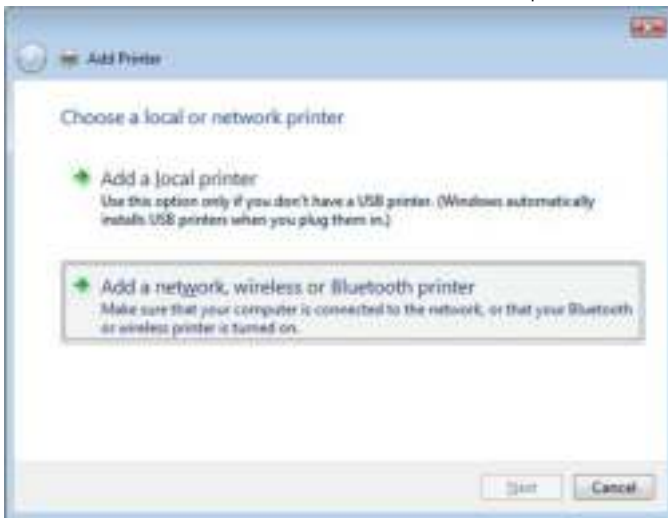 Add Printer
Choose a local or network printer
Add a local printer
Use this option only if you don't have a USB printer. (Windows automatically
installs USB printers when you plug them in.)
Add a network, wireless or Bluetooth printer
Make sure that your computer is connected to the network, or that your Bluetooth
or wireless printer is turned on.
Next Cancel